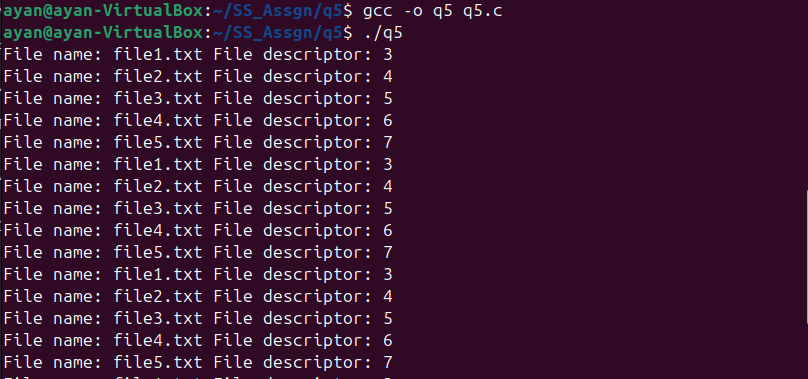 ayan@ayan-VirtualBox:~/SS_Assgn/q5$ gcc -o q5 q5.c
ayan@ayan-VirtualBox:~/SS_Assgn/q5$ ./q5
File name: file1.txt File descriptor: 3
File name: file2.txt File descriptor: 4
File name: file3.txt File descriptor: 5
File name: file4.txt File descriptor: 6
File name: file5.txt File descriptor: 7
File name: file1.txt File descriptor: 3
File name: file2.txt File descriptor: 4
File name: file3.txt File descriptor: 5
File name: file4.txt File descriptor: 6
File name: file5.txt File descriptor: 7
File name: file1.txt File descriptor: 3
File name: file2.txt File descriptor: 4
File name: file3.txt File descriptor: 5
File name: file4.txt File descriptor: 6
File name: file5.txt File descriptor: 7